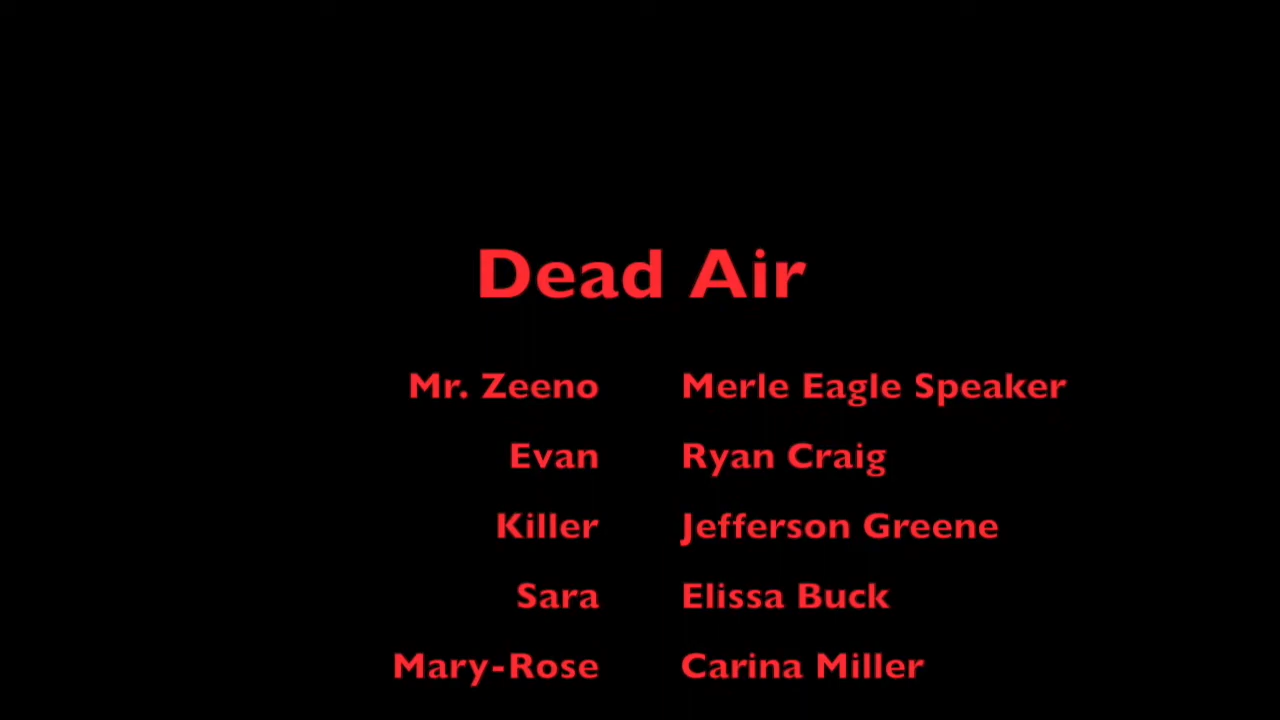 Dead Air
Mr. Zeeno Merle Eagle Speaker
Evan Ryan Craig
Killer Jefferson Greene
Sara Elissa Buck
Mary-Rose Carina Miller